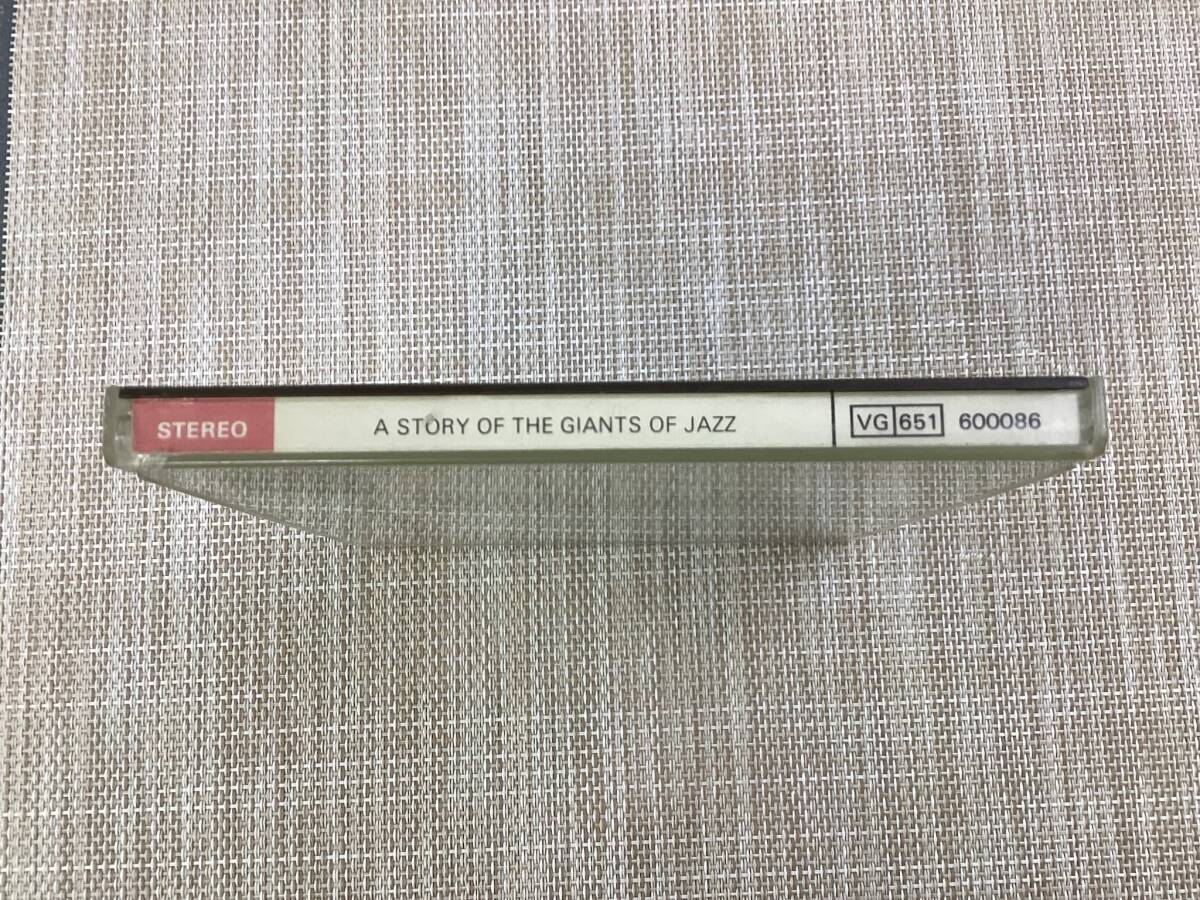 STEREO A STORY OF THE GIANTS OF JAZZ VG 651 600086